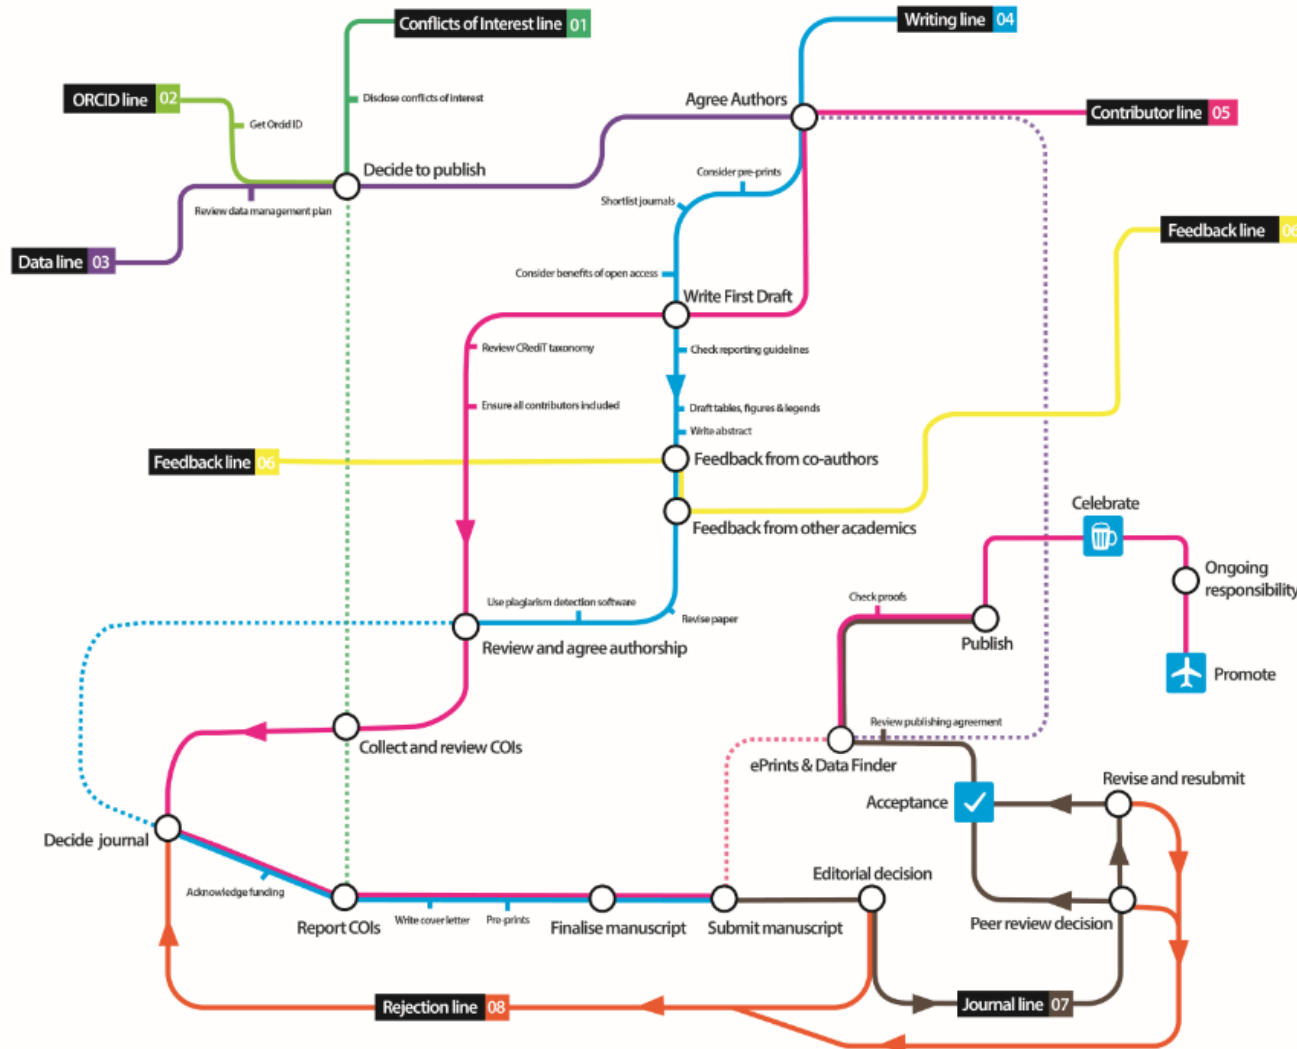 Conflicts of Interest line 01
Writing line 04
ORCID line 02
Disclose conflicts of interest
Agree Authors
Contributor line 05
Get Orcid ID
Decide to publish
Consider pre-prints
Review data management plan
Shortlist journals
Feedback line 06
Data line 03
Consider benefits of open access
Write First Draft
Review CRediT taxonomy
Check reporting guidelines
Ensure all contributors included
Draft tables, figures & legends
Write abstract
Feedback line 06
Feedback from co-authors
Feedback from other academics
Celebrate
Ongoing
responsibility
Use plagiarism detection software
Revise paper
Check proofs
Review and agree authorship
Publish
Promote
Review publishing agreement
Collect and review COIs
ePrints & Data Finder
Revise and resubmit
Acceptance
Decide journal
Acknowledge funding
Editorial decision
Report COIs
Write cover letter
Pre-prints
Finalise manuscript
Submit manuscript
Peer review decision
Rejection line 08
Journal line 07